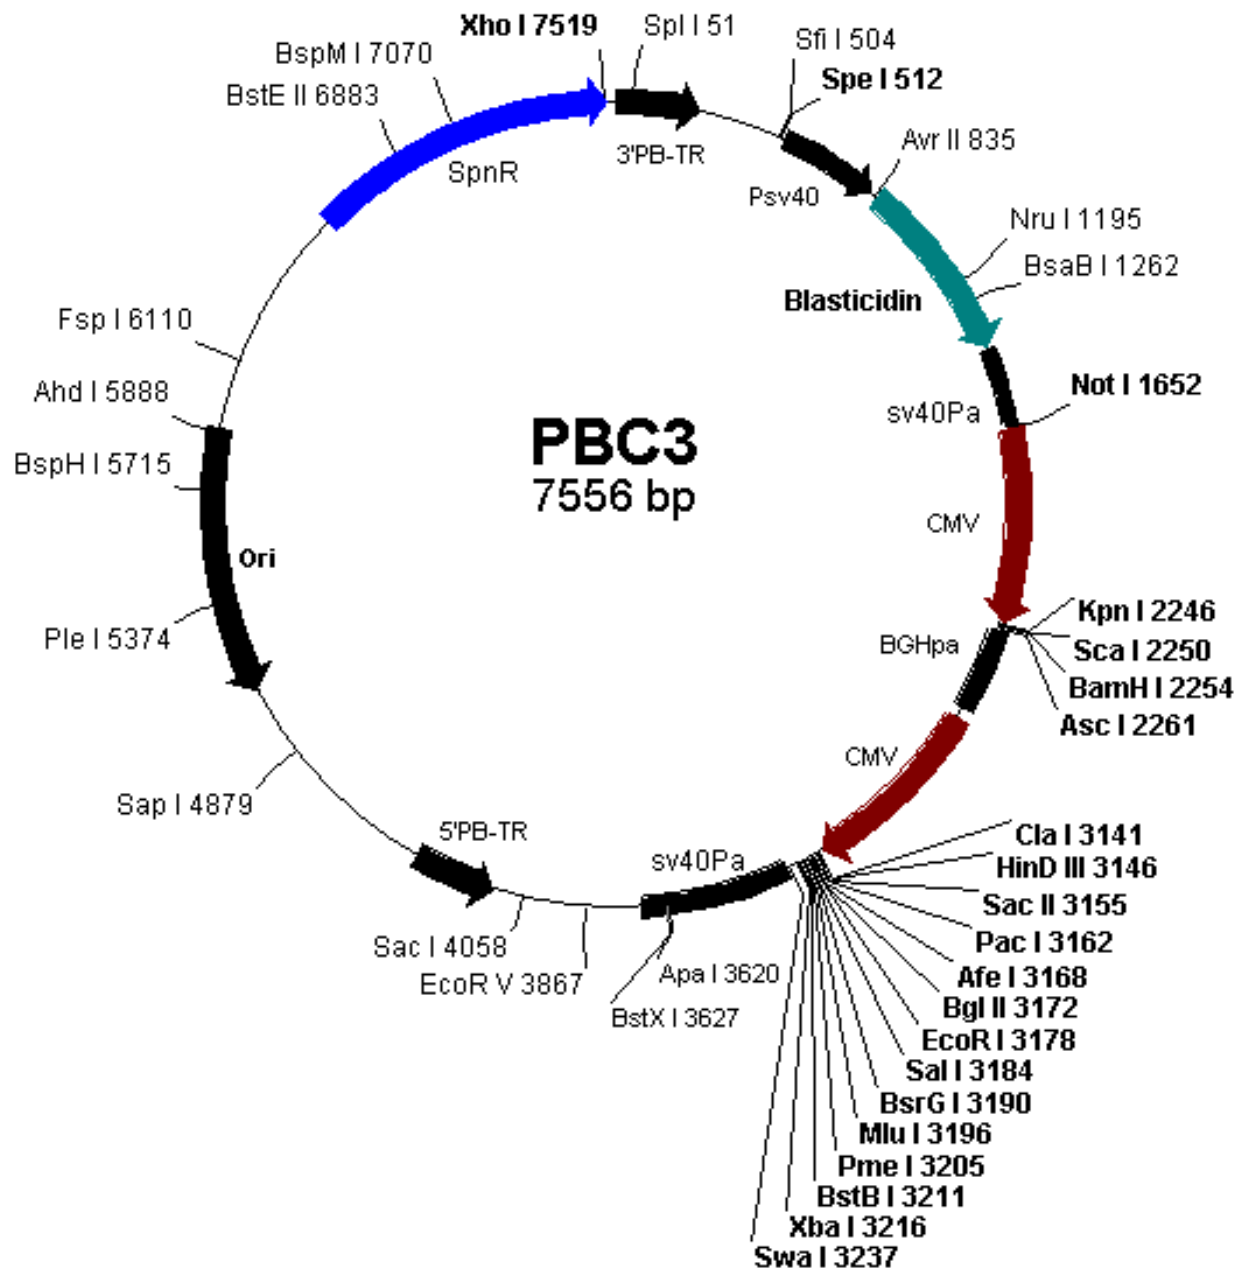 Xho I 7519
Spl I 51
Sfi I 504
Spe I 512
BspM I 7070
BstE II 6883
SpnR
3'PB-TR
Psv40
Avr II 835
Nru I 1195
BsaB I 1262
Blasticidin
Fsp I 6110
Ahd I 5888
BspH I 5715
Not I 1652
sv40Pa
PBC3
7556 bp
CMV
Ori
Ple I 5374
Kpn I 2246
Sca I 2250
BamH I 2254
Asc I 2261
BGHpa
CMV
Sap I 4879
5'PB-TR
sv40Pa
Cla I 3141
HinD III 3146
Sac II 3155
Pac I 3162
Afe I 3168
Bgl II 3172
EcoR I 3178
Sal I 3184
BsrG I 3190
Mlu I 3196
Pme I 3205
BstB I 3211
Xba I 3216
Swa I 3237
Sac I 4058
EcoR V 3867
Apa I 3620
BstX I 3627